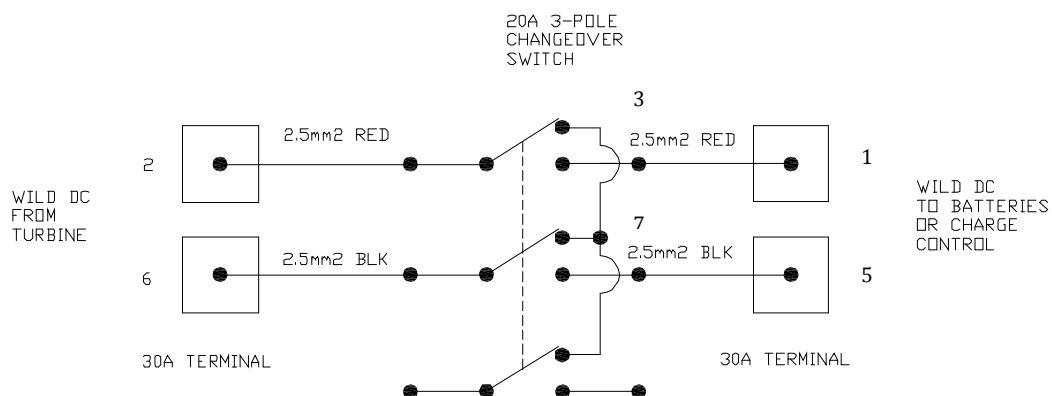 20A 3-POLE
CHANGEOVER
SWITCH
3
2.5mm2 RED
2.5mm2 RED
2
1
WILD DC
FROM
TURBINE
WILD DC
TO BATTERIES
OR CHARGE
CONTROL
7
2.5mm2 BLK
2.5mm2 BLK
6
5
30A TERMINAL
30A TERMINAL